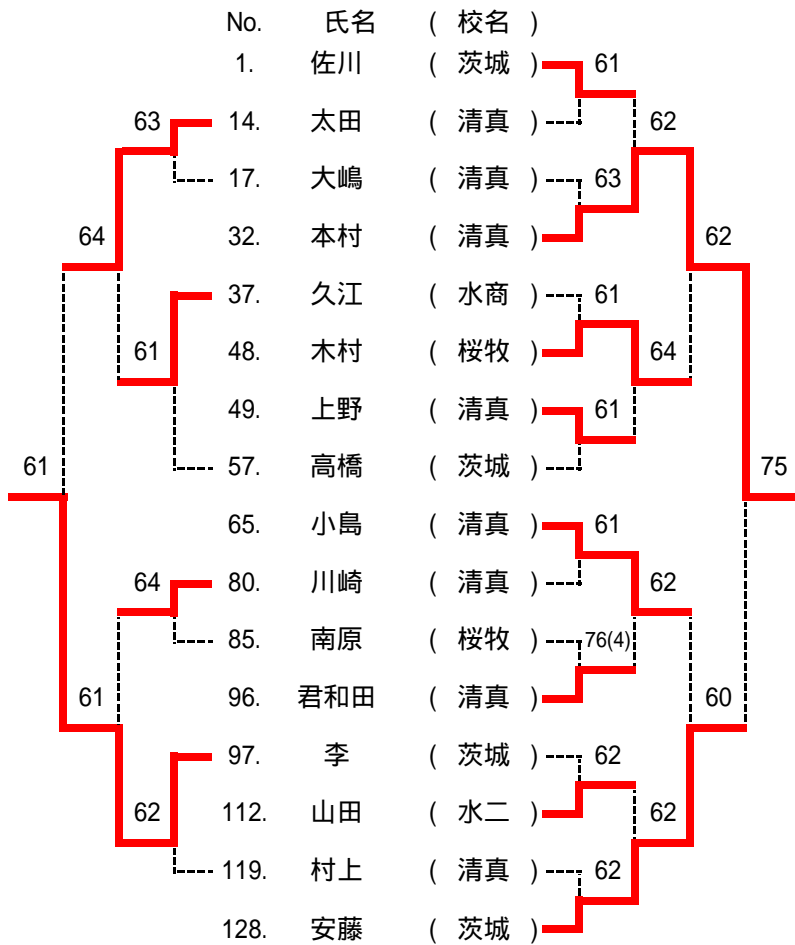 No. 氏名 ( 校名 )
1. 佐川 ( 茨城 ) 61
63 14. 太田 ( 清真 ) 62
17. 大嶋 ( 清真 ) 63
64 32. 本村 ( 清真 ) 62
37. 久江 ( 水商 ) 61
61 48. 木村 ( 桜牧 ) 64
49. 上野 ( 清真 ) 61
61 57. 高橋 ( 茨城 ) 75
65. 小島 ( 清真 ) 61
64 80. 川崎 ( 清真 ) 62
85. 南原 ( 桜牧 ) 76(4)
61 96. 君和田 ( 清真 ) 60
97. 李 ( 茨城 ) 62
62 112. 山田 ( 水二 ) 62
119. 村上 ( 清真 ) 62
128. 安藤 ( 茨城 )